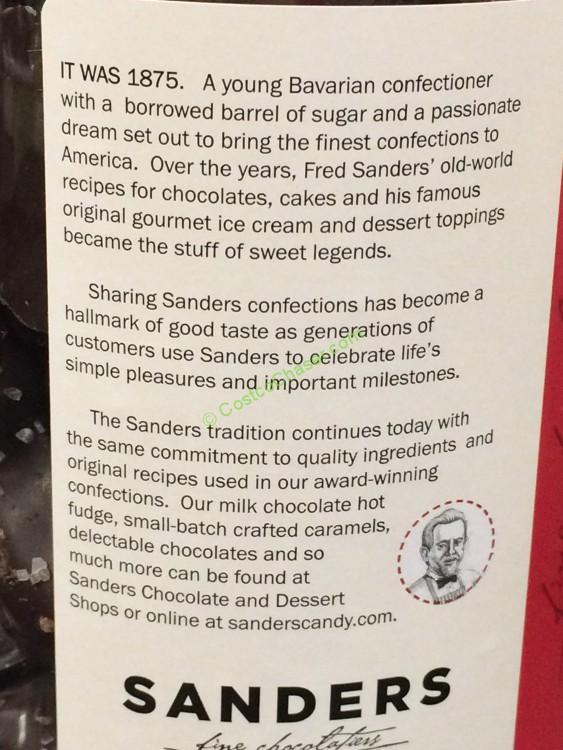 IT WAS 1875. A young Bavarian confectioner
with a borrowed barrel of sugar and a passionate
dream set out to bring the finest confections to
America. Over the years, Fred Sanders' old-world
recipes for chocolates, cakes and his famous
original gourmet ice cream and dessert toppings
became the stuff of sweet legends.
Sharing Sanders confections has become a
hallmark of good taste as generations of
customers use Sanders to celebrate life's
simple pleasures and important milestones.
© CostcoChaser.com
The Sanders tradition continues today with
the same commitment to quality ingredients and
original recipes used in our award-winning
confections. Our milk chocolate hot
fudge, small-batch crafted caramels,
delectable chocolates and so
much more can be found at
Sanders Chocolate and Dessert
Shops or online at sanderscandy.com.
SANDERS
fine chocolatiers